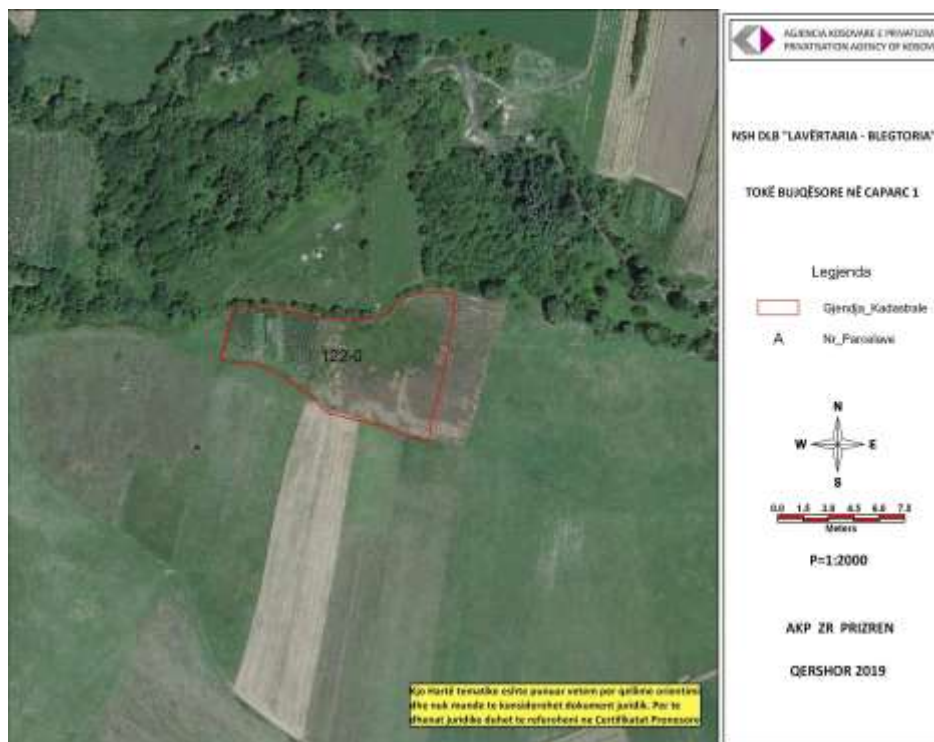 122-0
Kjo Hartë tematike eshte punuar vetem per qellime orientimi
dhe nuk munde te konsiderohet dokument juridik. Per te
dhenat juridike duhet te referoheni ne Certifikatat Pronesore
AGJENCIA KOSOVARE E PRIVATIZIM
PRIVATISATION AGENCY OF KOSOV
NSH DLB "LAVËRTARIA - BLEGTORIA"
TOKË BUJQËSORE NË CAPARC 1
Legjenda
Gjendja_Kadastrale
A Nr_Parcelave
N
W E
S
0.0 1.5 3.0 4.5 6.0 7.5
Meters
P=1:2000
AKP ZR PRIZREN
QERSHOR 2019